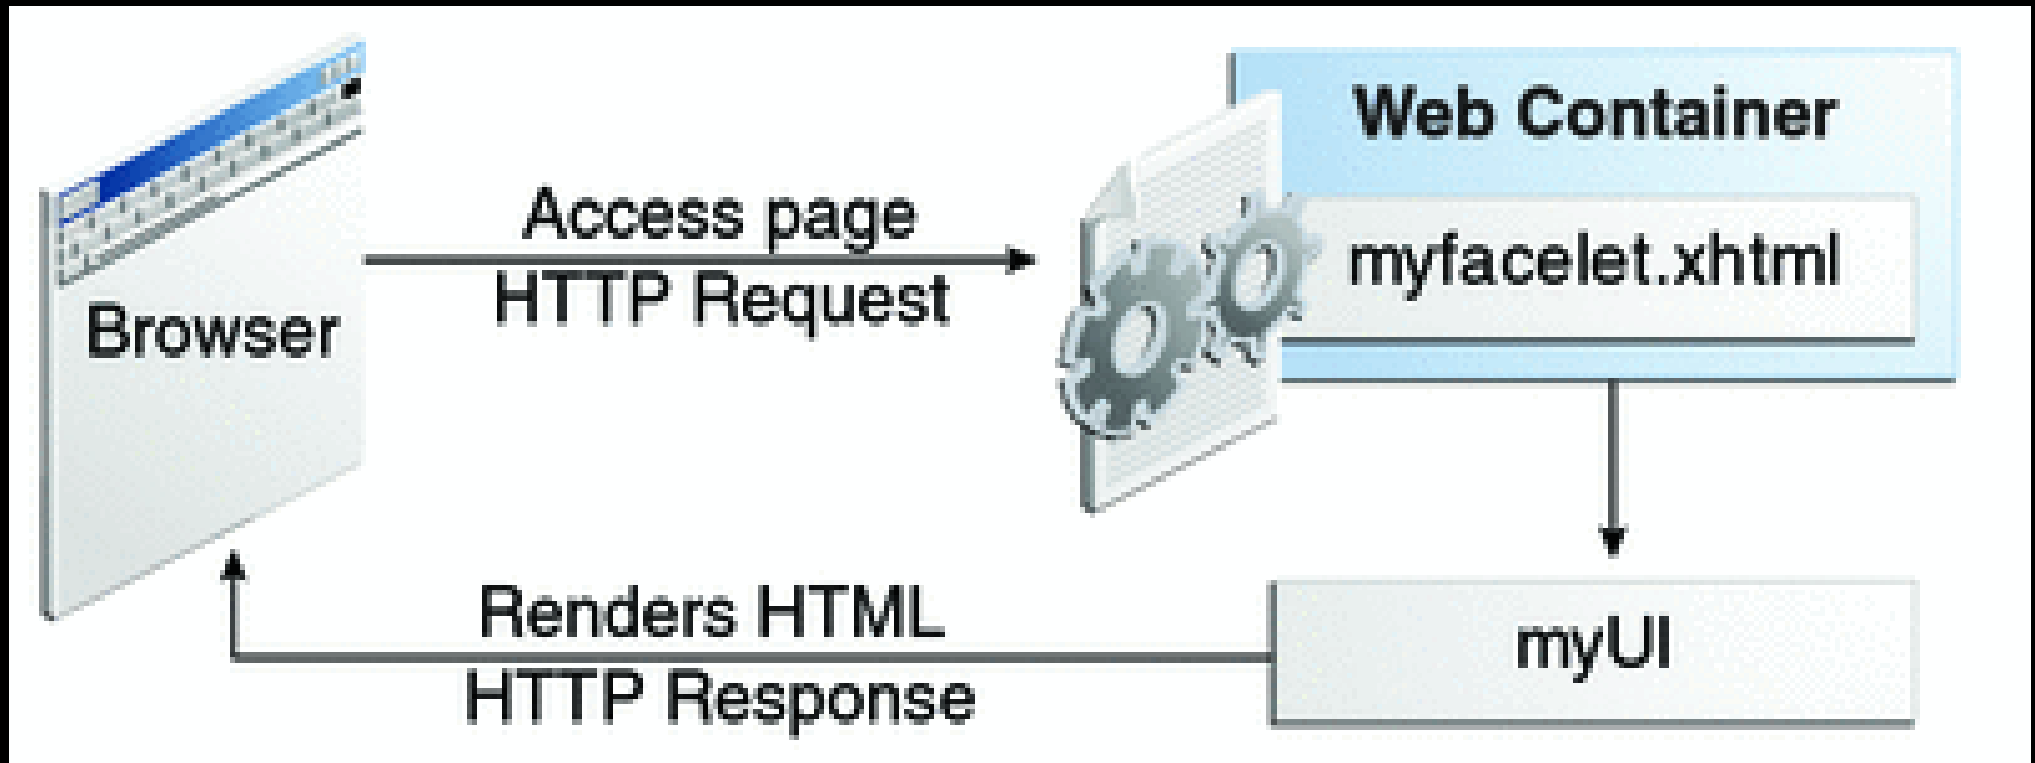 Web Container
Access page
myfacelet.xhtml
HTTP Request
Browser
Renders HTML
myUI
HTTP Response